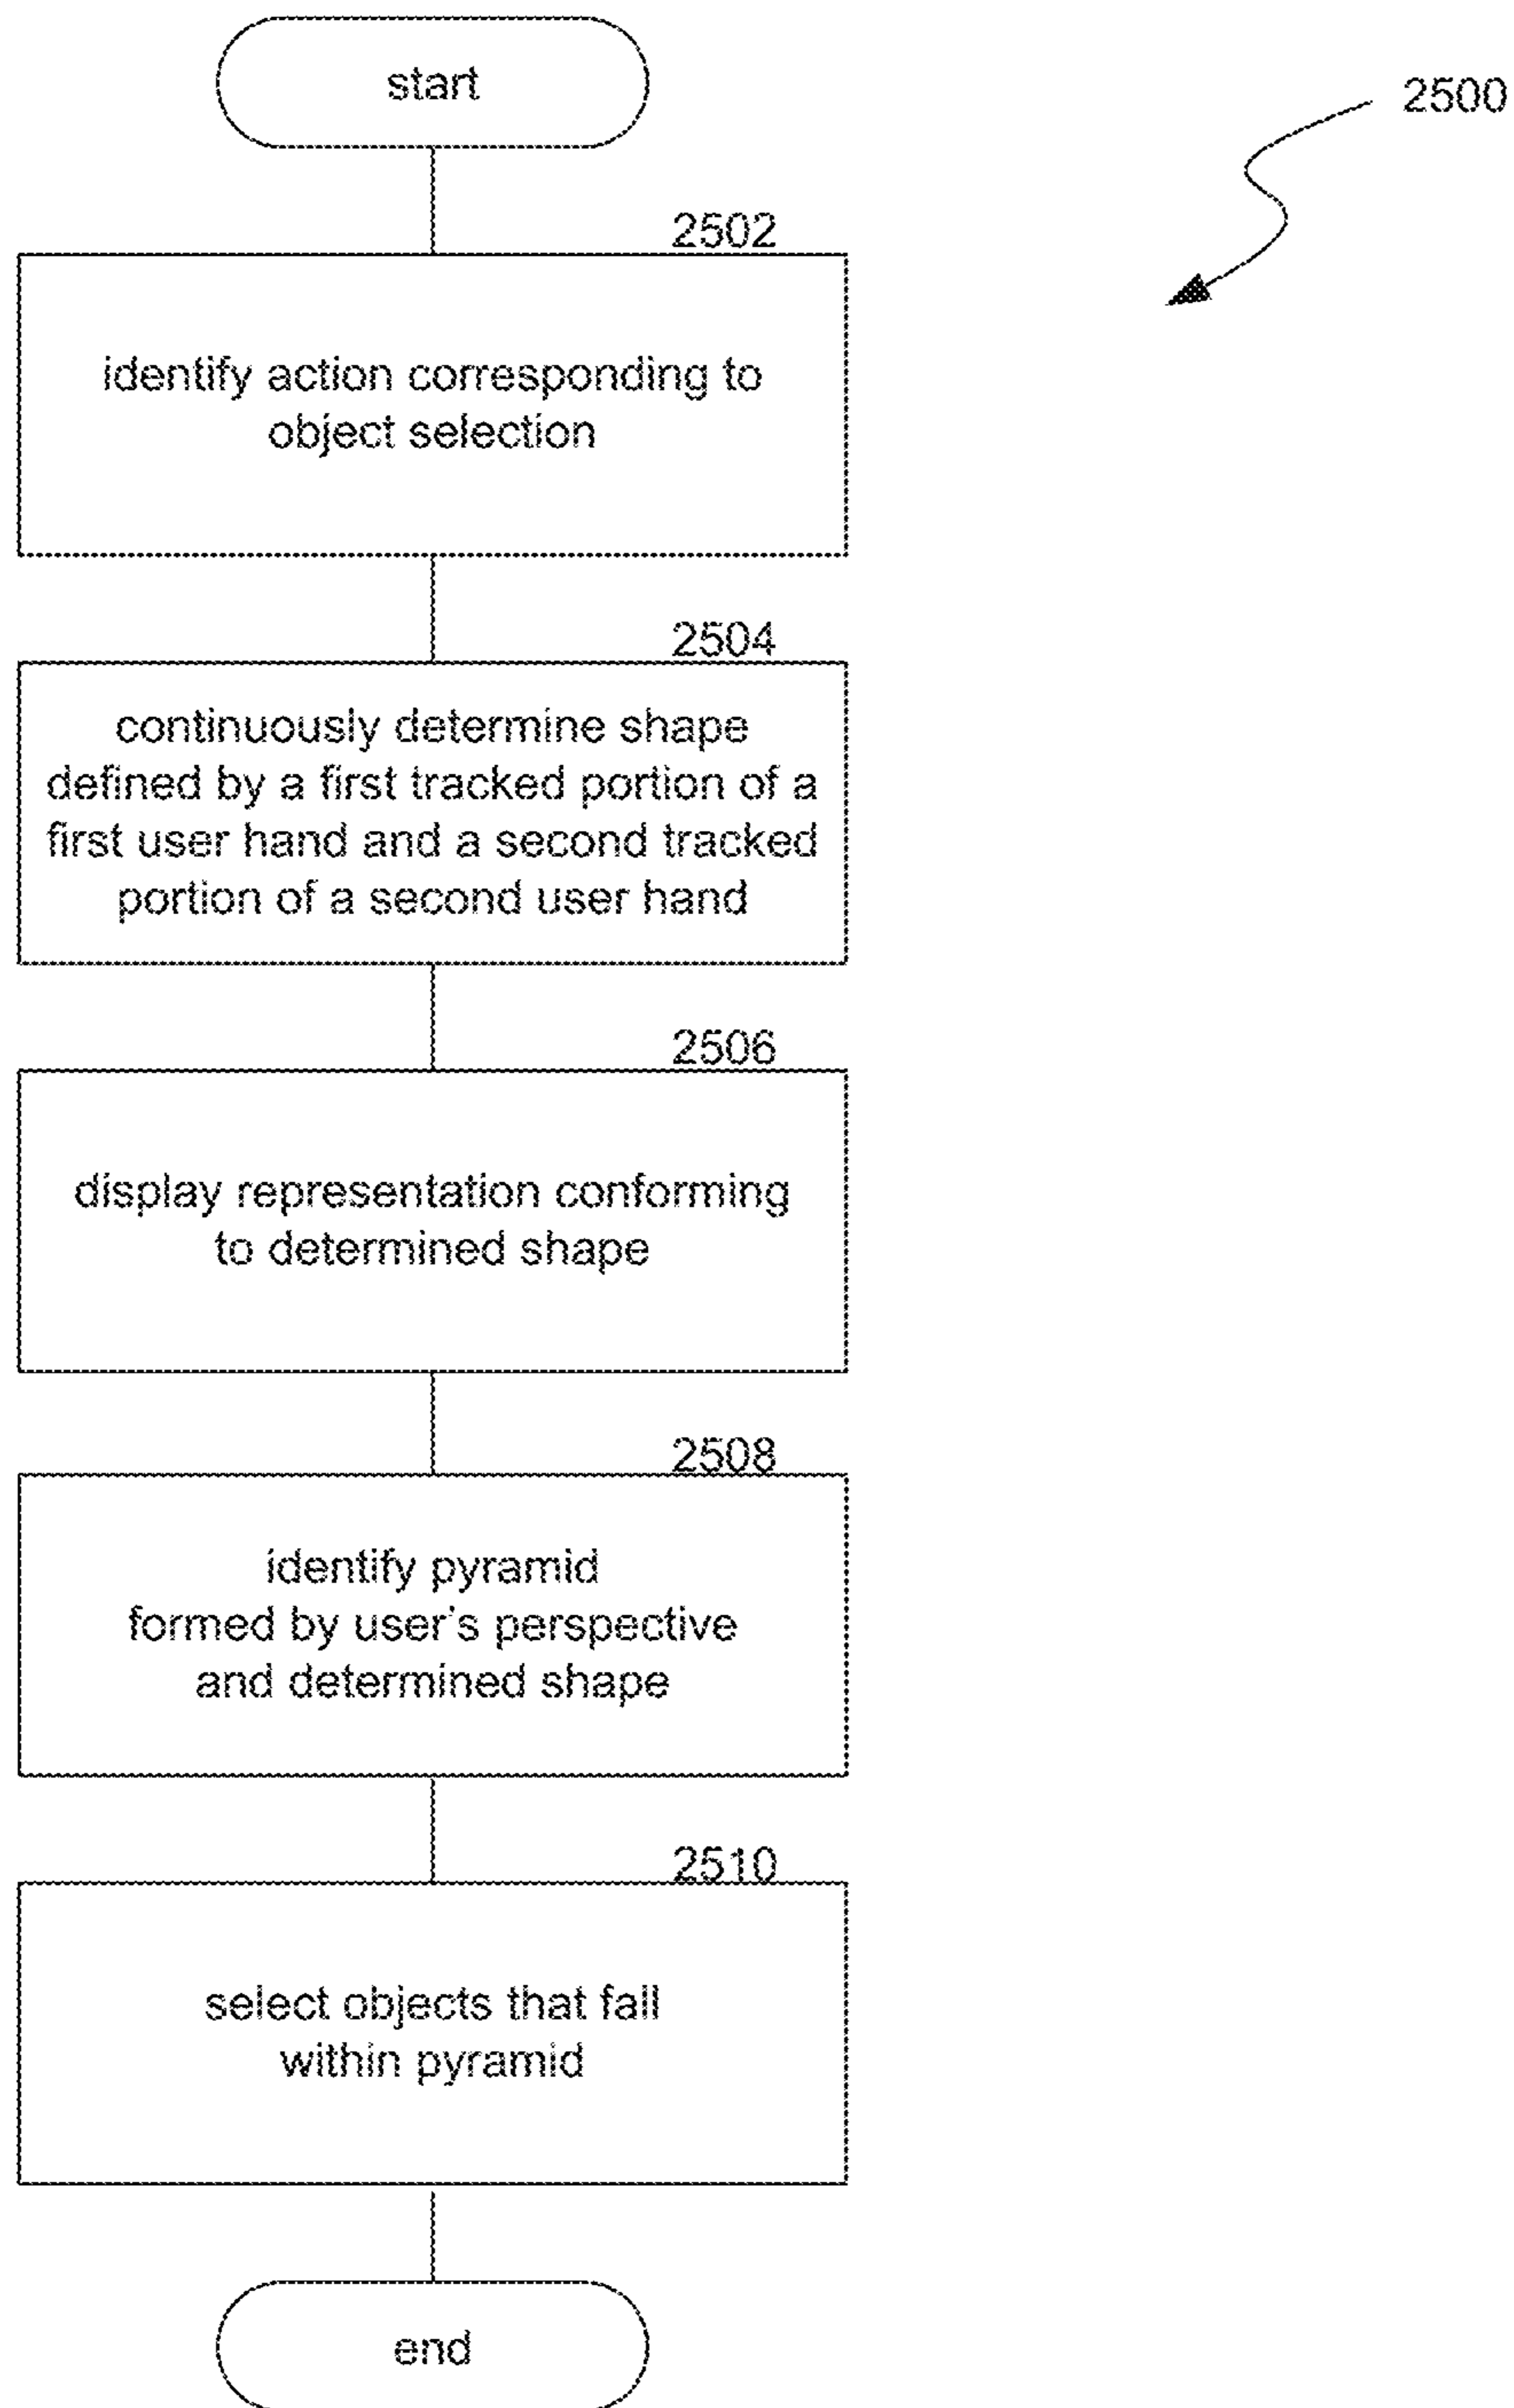 start
2500
2502
identify action corresponding to
object selection
2504
continuously determine shape
defined by a first tracked portion of a
first user hand and a second tracked
portion of a second user hand
2506
display representation conforming
to determined shape
2508
identify pyramid
formed by user's perspective
and determined shape
2510
select objects that fall
within pyramid
end